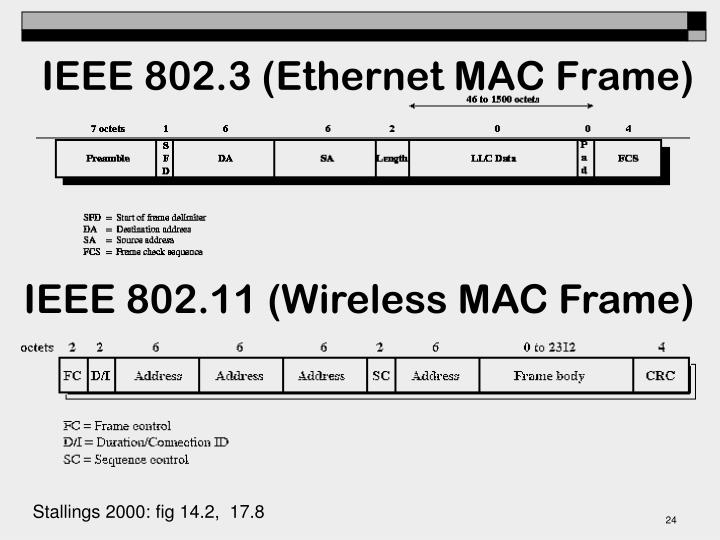 IEEE 802.3 (Ethernet MAC Frame)
46 to 1500 octets
7 octets 1 6 6 2 0 0 4
Preamble SFD DA SA Length LLC Data Pad FCS
SFD = Start of frame delimiter
DA = Destination address
SA = Source address
FCS = Frame check sequence
IEEE 802.11 (Wireless MAC Frame)
octets 2 2 6 6 6 2 6 0 to 2312 4
FC D/I Address Address Address SC Address Frame body CRC
FC = Frame control
D/I = Duration/Connection ID
SC = Sequence control
Stallings 2000: fig 14.2, 17.8
24